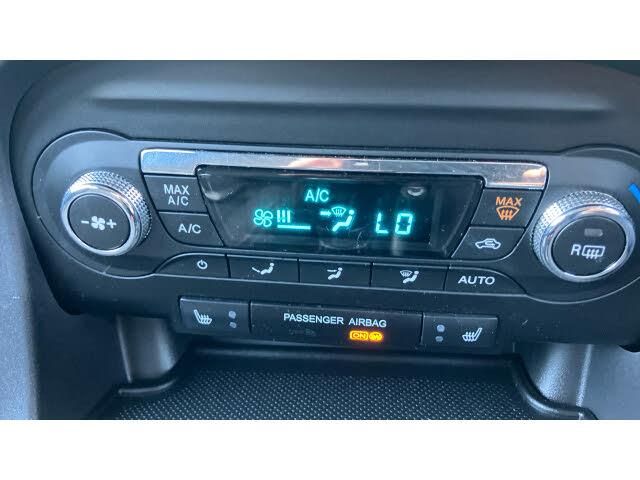 MAX
A/C
A/C
A/C
LO
MAX
R
AUTO
PASSENGER AIRBAG
ON